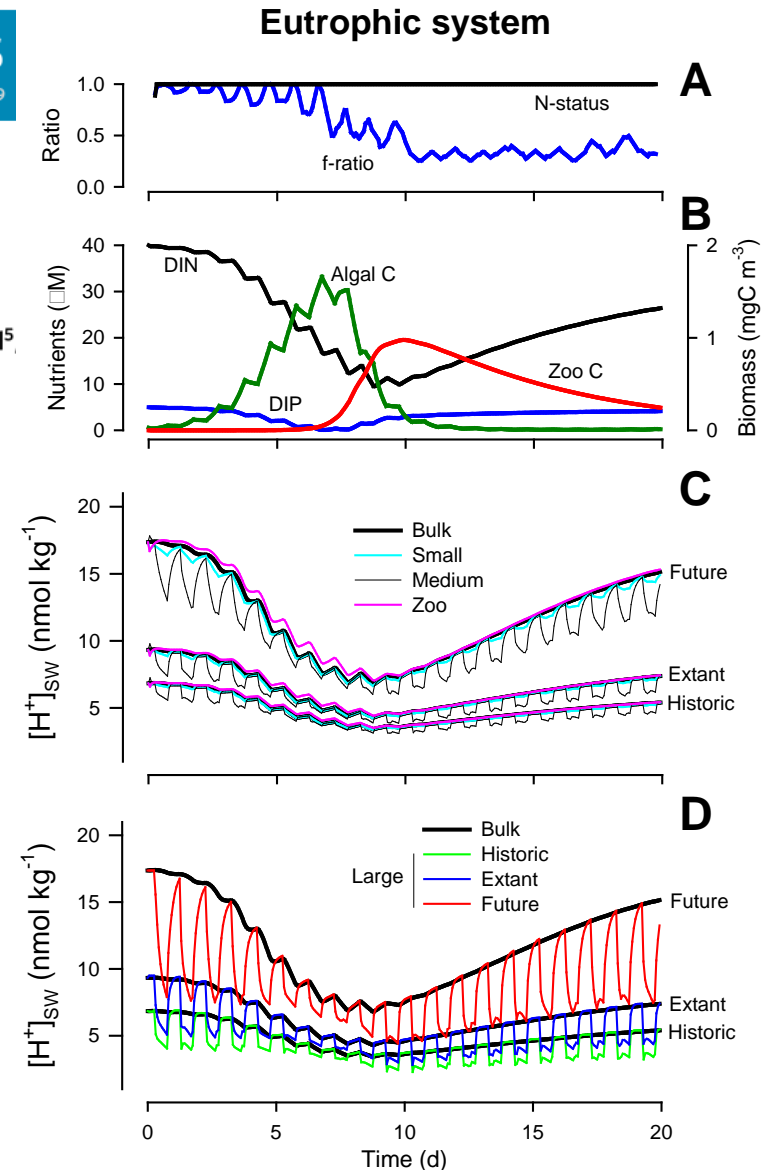 Eutrophic system
A
1.0
0.5
0.0
Ratio
N-status
f-ratio
B
40
30
20
10
0
Nutrients (□M)
DIN
Algal C
DIP
Zoo C
2
1
0
Biomass (mgC m-3)
C
20
15
10
5
[H+]SW (nmol kg-1)
Bulk
Small
Medium
Zoo
Future
Extant
Historic
D
20
15
10
5
[H+]SW (nmol kg-1)
Bulk
Large
Historic
Extant
Future
Future
Extant
Historic
0 5 10 15 20
Time (d)